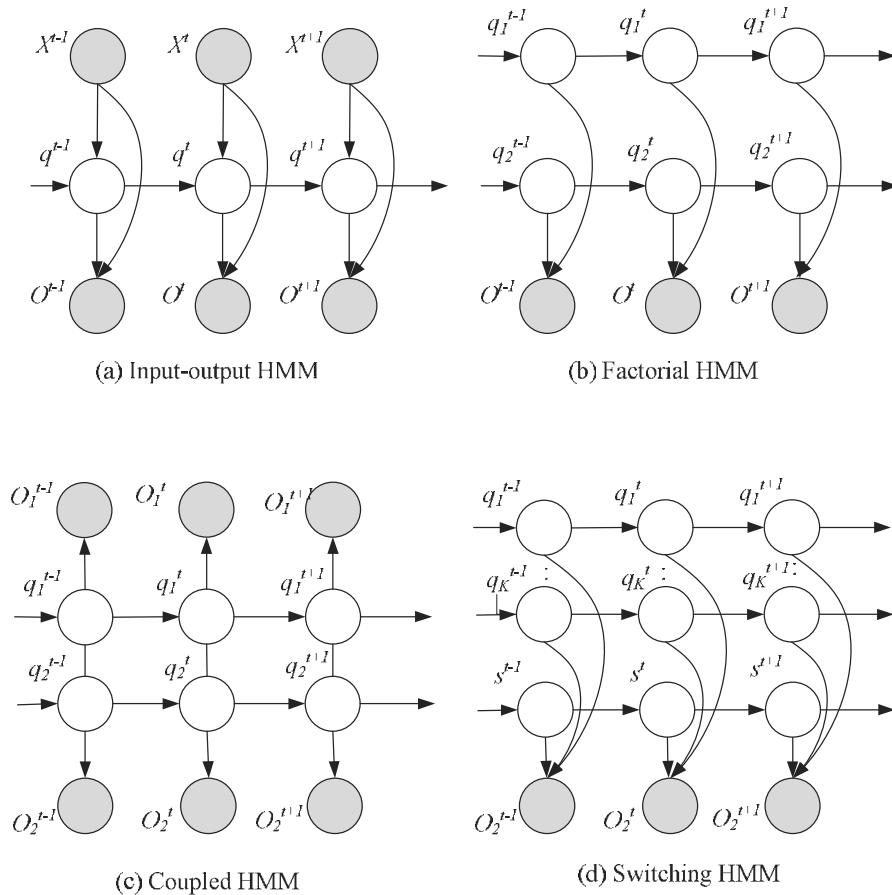 X^{t-1} X^t X^{t+1}
q^{t-1} q^t q^{t+1}
O^{t-1} O^t O^{t+1}
(a) Input-output HMM
q_1^{t-1} q_1^t q_1^{t+1}
q_2^{t-1} q_2^t q_2^{t+1}
O^{t-1} O^t O^{t+1}
(b) Factorial HMM
O_1^{t-1} O_1^t O_1^{t+1}
q_1^{t-1} q_1^t q_1^{t+1}
q_2^{t-1} q_2^t q_2^{t+1}
O_2^{t-1} O_2^t O_2^{t+1}
(c) Coupled HMM
q_1^{t-1} q_1^t q_1^{t+1}
q_K^{t-1} q_K^t q_K^{t+1}
s^{t-1} s^t s^{t+1}
O_2^{t-1} O_2^t O_2^{t+1}
(d) Switching HMM